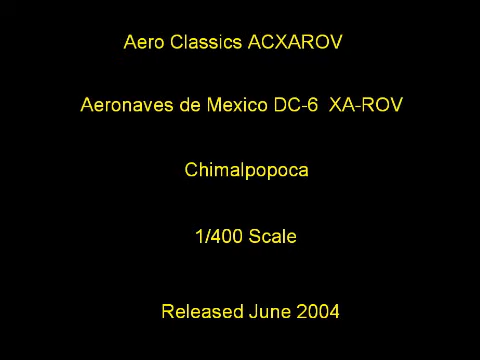 Aero Classics ACXAROV
Aeronaves de Mexico DC-6 XA-ROV
Chimalpopoca
1/400 Scale
Released June 2004